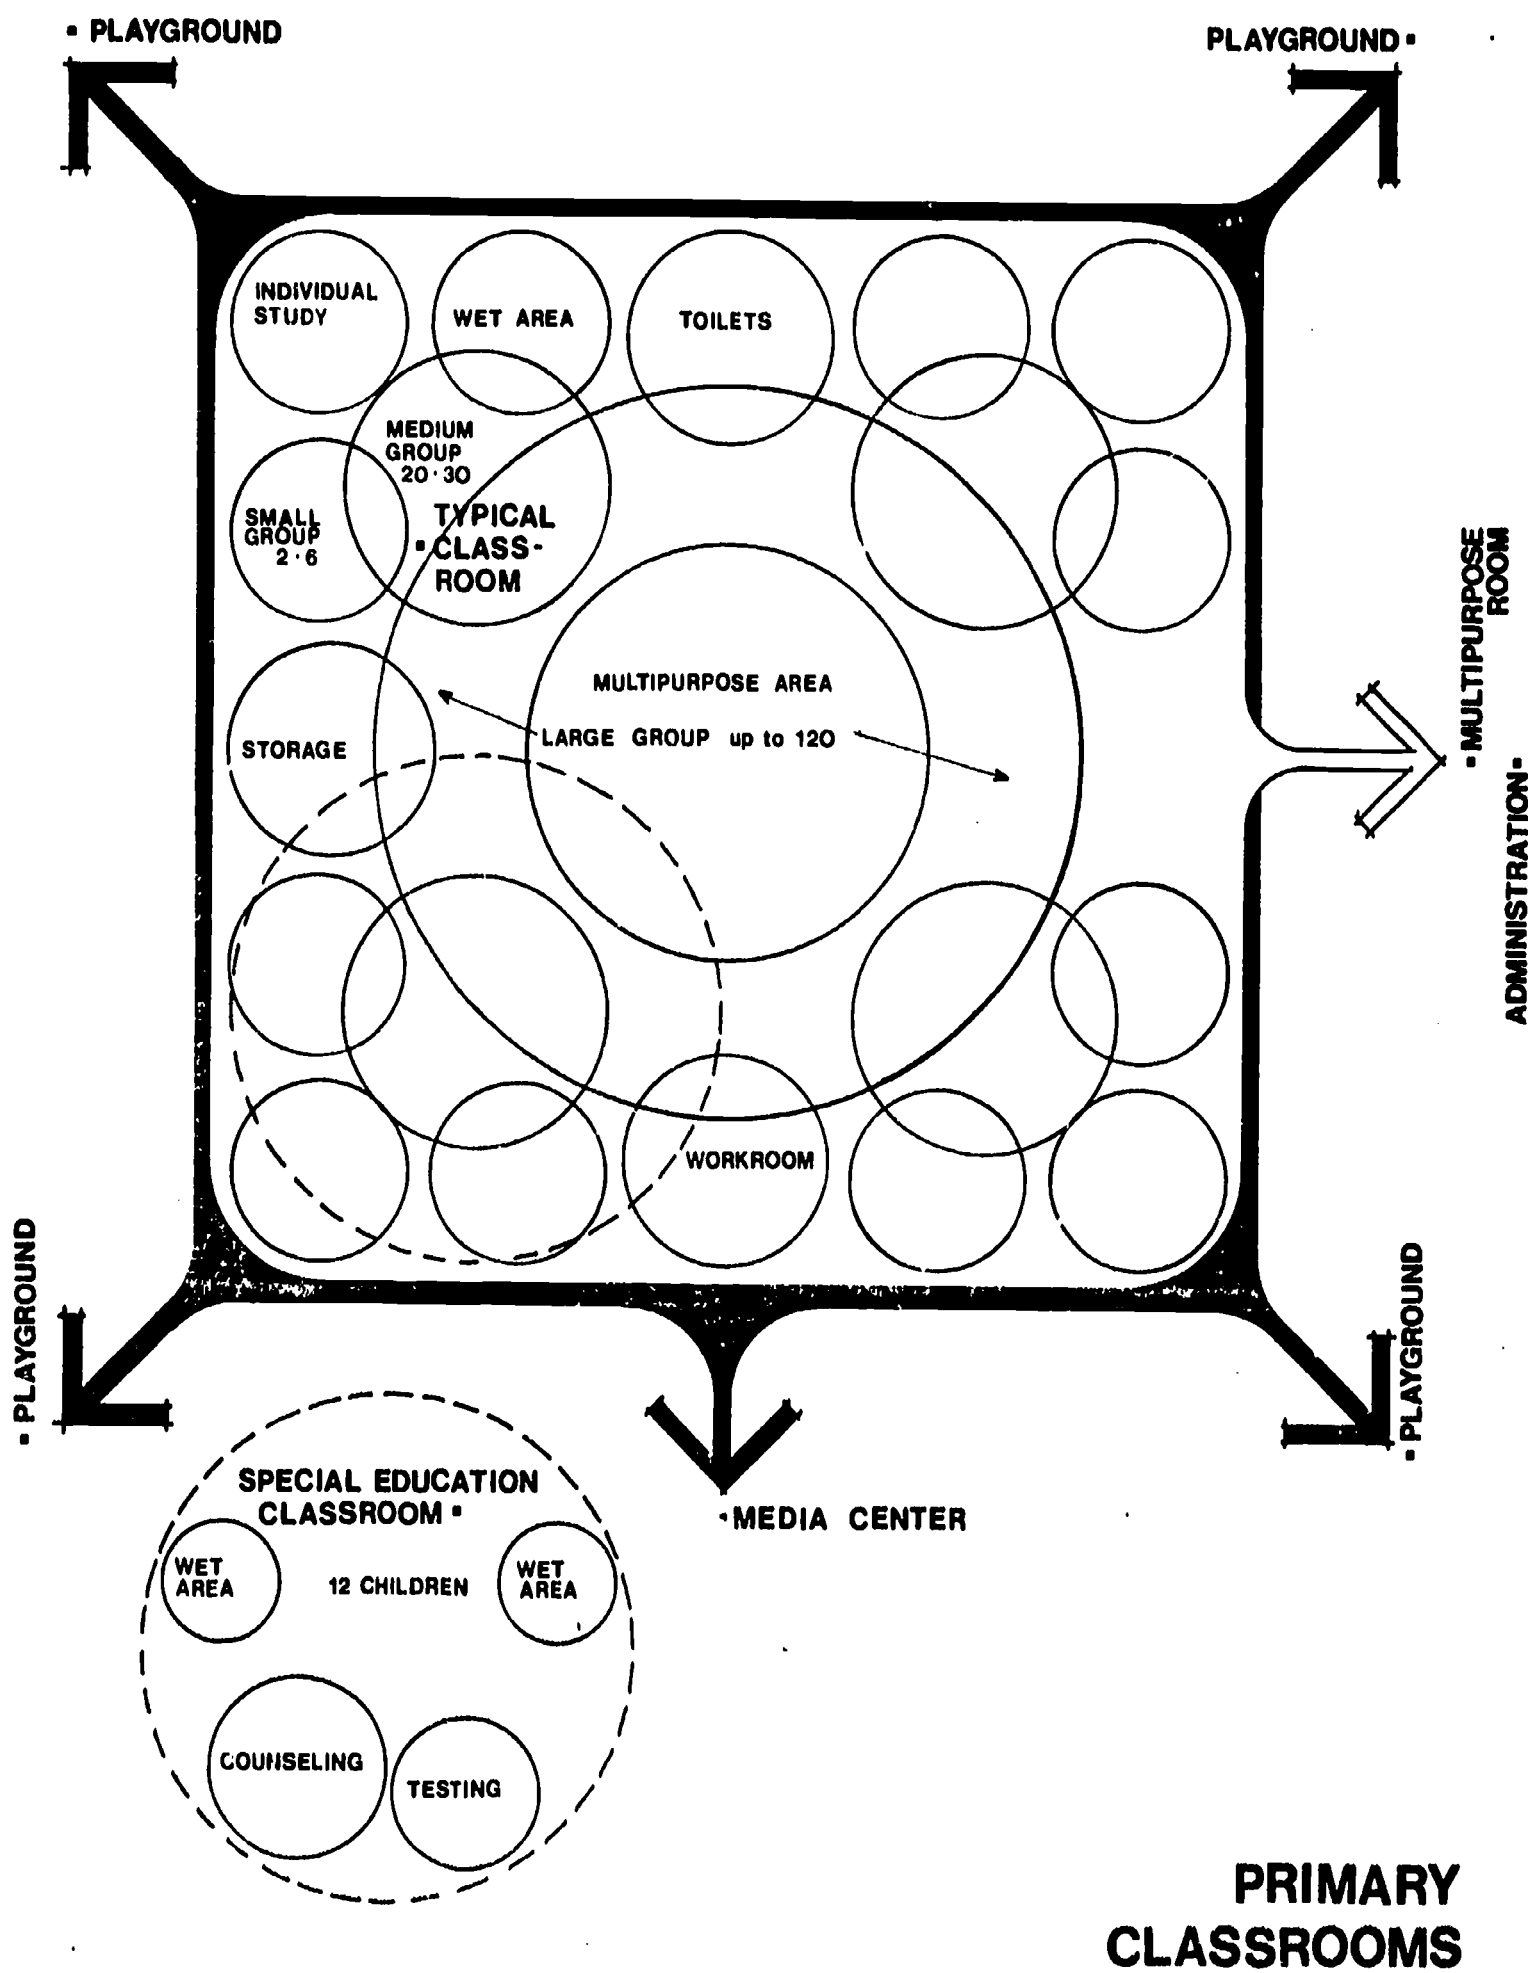 ▪ PLAYGROUND
PLAYGROUND ▪
INDIVIDUAL
STUDY
WET AREA
TOILETS
MEDIUM
GROUP
20·30
SMALL
GROUP
2·6
TYPICAL
▪ CLASS-
ROOM
MULTIPURPOSE AREA
LARGE GROUP up to 120
STORAGE
WORKROOM
▪ MULTIPURPOSE
ROOM
ADMINISTRATION ▪
▪ PLAYGROUND
▪ PLAYGROUND
▪ MEDIA CENTER
SPECIAL EDUCATION
CLASSROOM ▪
WET
AREA
12 CHILDREN
WET
AREA
COUNSELING
TESTING
PRIMARY
CLASSROOMS